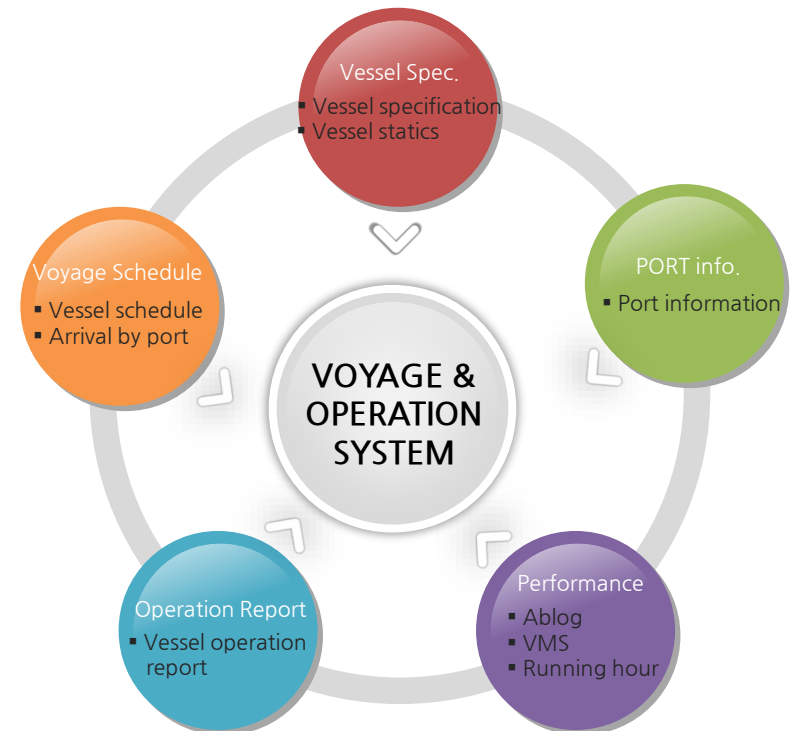 Vessel Spec.
▪ Vessel specification
▪ Vessel statics
PORT info.
▪ Port information
Voyage Schedule
▪ Vessel schedule
▪ Arrival by port
VOYAGE &
OPERATION
SYSTEM
Operation Report
▪ Vessel operation
report
Performance
▪ Ablog
▪ VMS
▪ Running hour